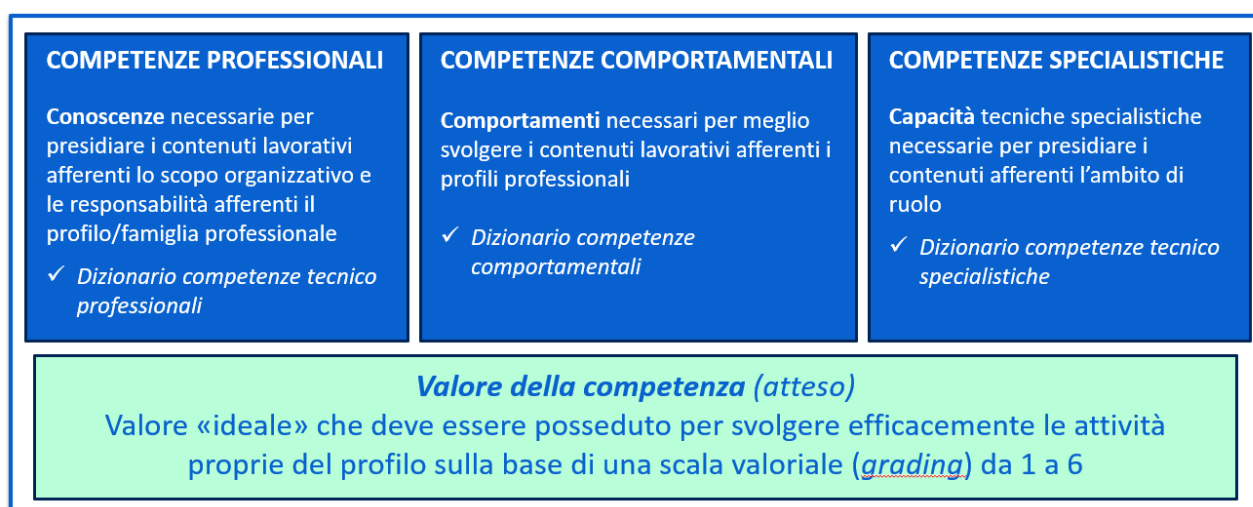 COMPETENZE PROFESSIONALI
Conoscenze necessarie per
presidiare i contenuti lavorativi
afferenti lo scopo organizzativo e
le responsabilità afferenti il
profilo/famiglia professionale
✓ Dizionario competenze tecnico
professionali
COMPETENZE COMPORTAMENTALI
Comportamenti necessari per meglio
svolgere i contenuti lavorativi afferenti i
profili professionali
✓ Dizionario competenze
comportamentali
COMPETENZE SPECIALISTICHE
Capacità tecniche specialistiche
necessarie per presidiare i
contenuti afferenti l’ambito di
ruolo
✓ Dizionario competenze tecnico
specialistiche
Valore della competenza (atteso)
Valore «ideale» che deve essere posseduto per svolgere efficacemente le attività
proprie del profilo sulla base di una scala valoriale (grading) da 1 a 6